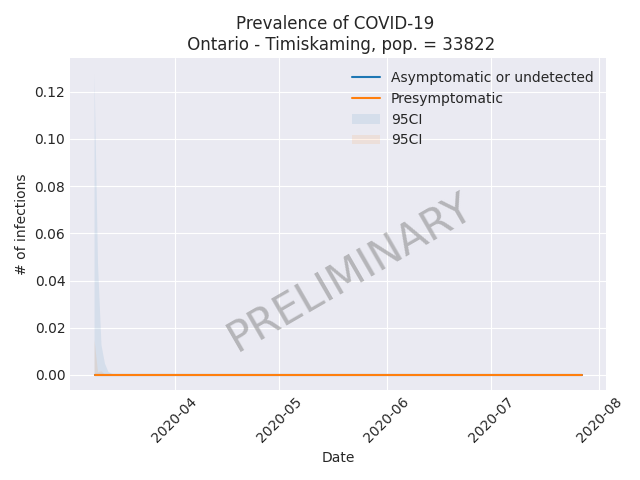 Prevalence of COVID-19
Ontario - Timiskaming, pop. = 33822
Asymptomatic or undetected
Presymptomatic
95CI
95CI
# of infections
0.12
0.10
0.08
0.06
0.04
0.02
0.00
PRELIMINARY
2020-04
2020-05
2020-06
2020-07
2020-08
Date